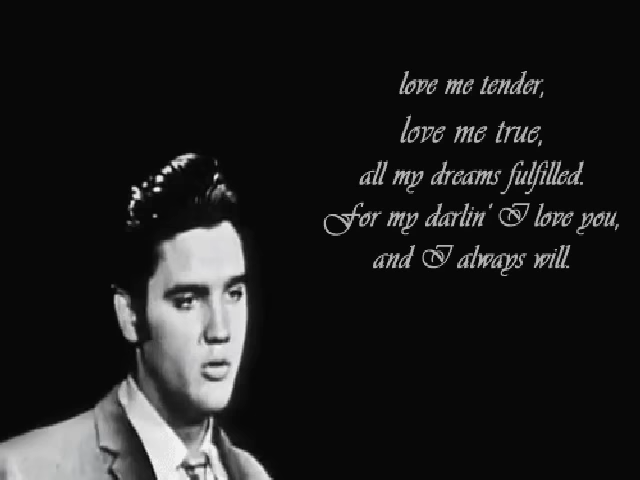 love me tender,
love me true,
all my dreams fulfilled.
For my darlin' I love you,
and I always will.